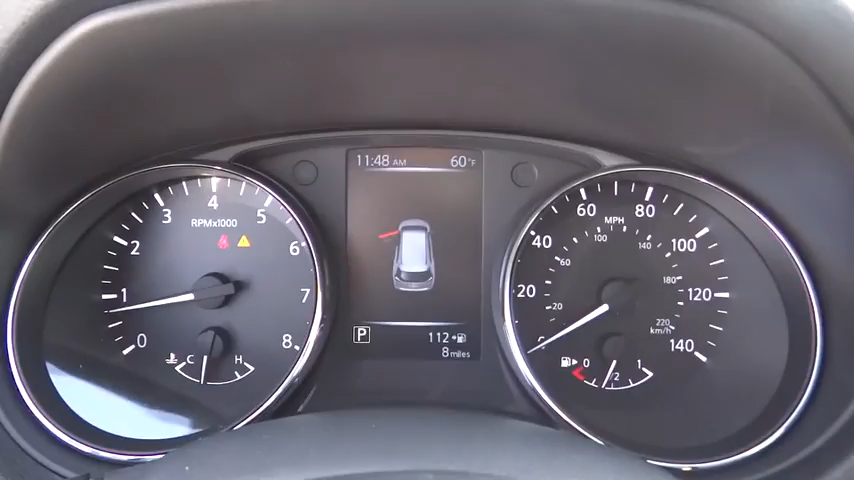 11:48 AM 60°F
0 1 2 3 4 5 6 7 8
RPMx1000
C H
P
112
8 miles
20 40 60 80 100 120 140
MPH
20 60 100 140 180 220
km/h
0 1/2 1